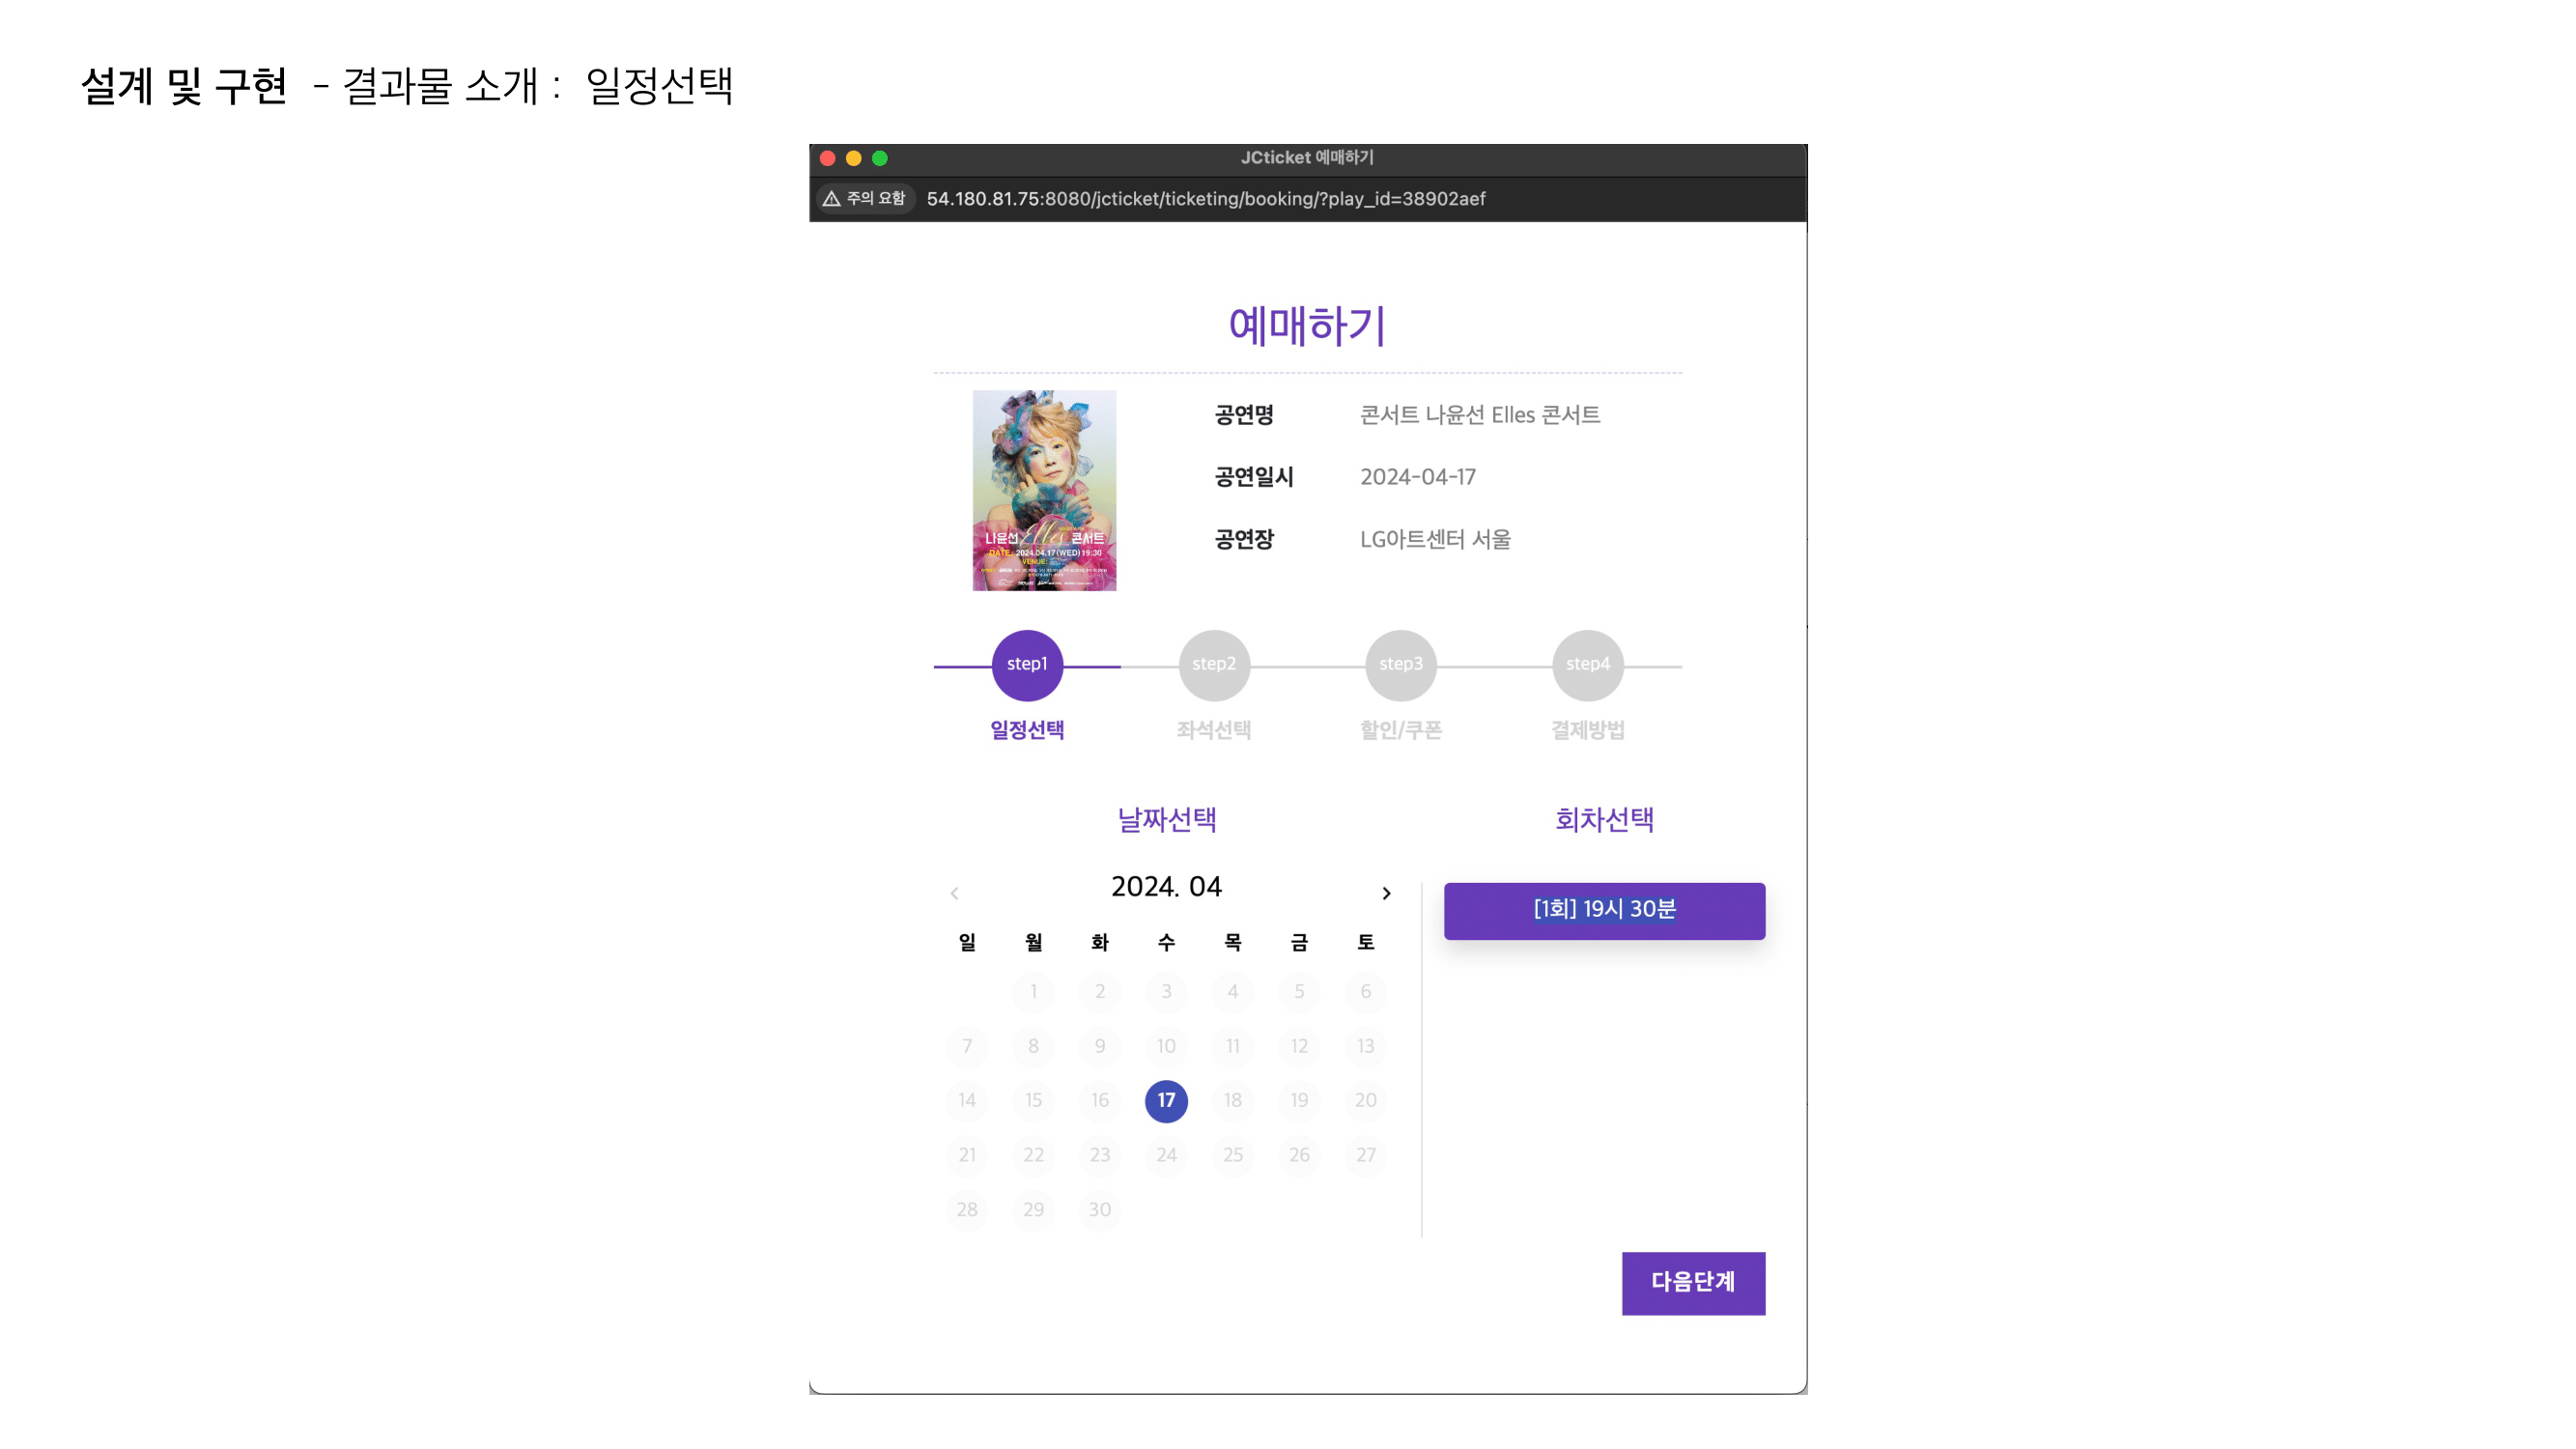 설계 및 구현 - 결과물 소개 : 일정선택
JCticket 예매하기
주의 요함 54.180.81.75:8080/jcticket/ticketing/booking/?play_id=38902aef
예매하기
공연명 콘서트 나윤선 Elles 콘서트
공연일시 2024-04-17
공연장 LG아트센터 서울
나윤선 Elles 콘서트
DATE: 2024.04.17(WED) 19:30
VENUE:
step1 step2 step3 step4
일정선택 좌석선택 할인/쿠폰 결제방법
날짜선택 회차선택
2024. 04
[1회] 19시 30분
일 월 화 수 목 금 토
1 2 3 4 5 6
7 8 9 10 11 12 13
14 15 16 17 18 19 20
21 22 23 24 25 26 27
28 29 30
다음단계